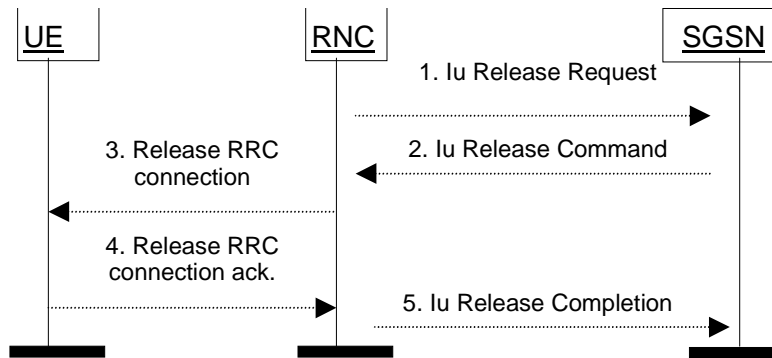 UE
RNC
SGSN
1. Iu Release Request
2. Iu Release Command
3. Release RRC
connection
4. Release RRC
connection ack.
5. Iu Release Completion